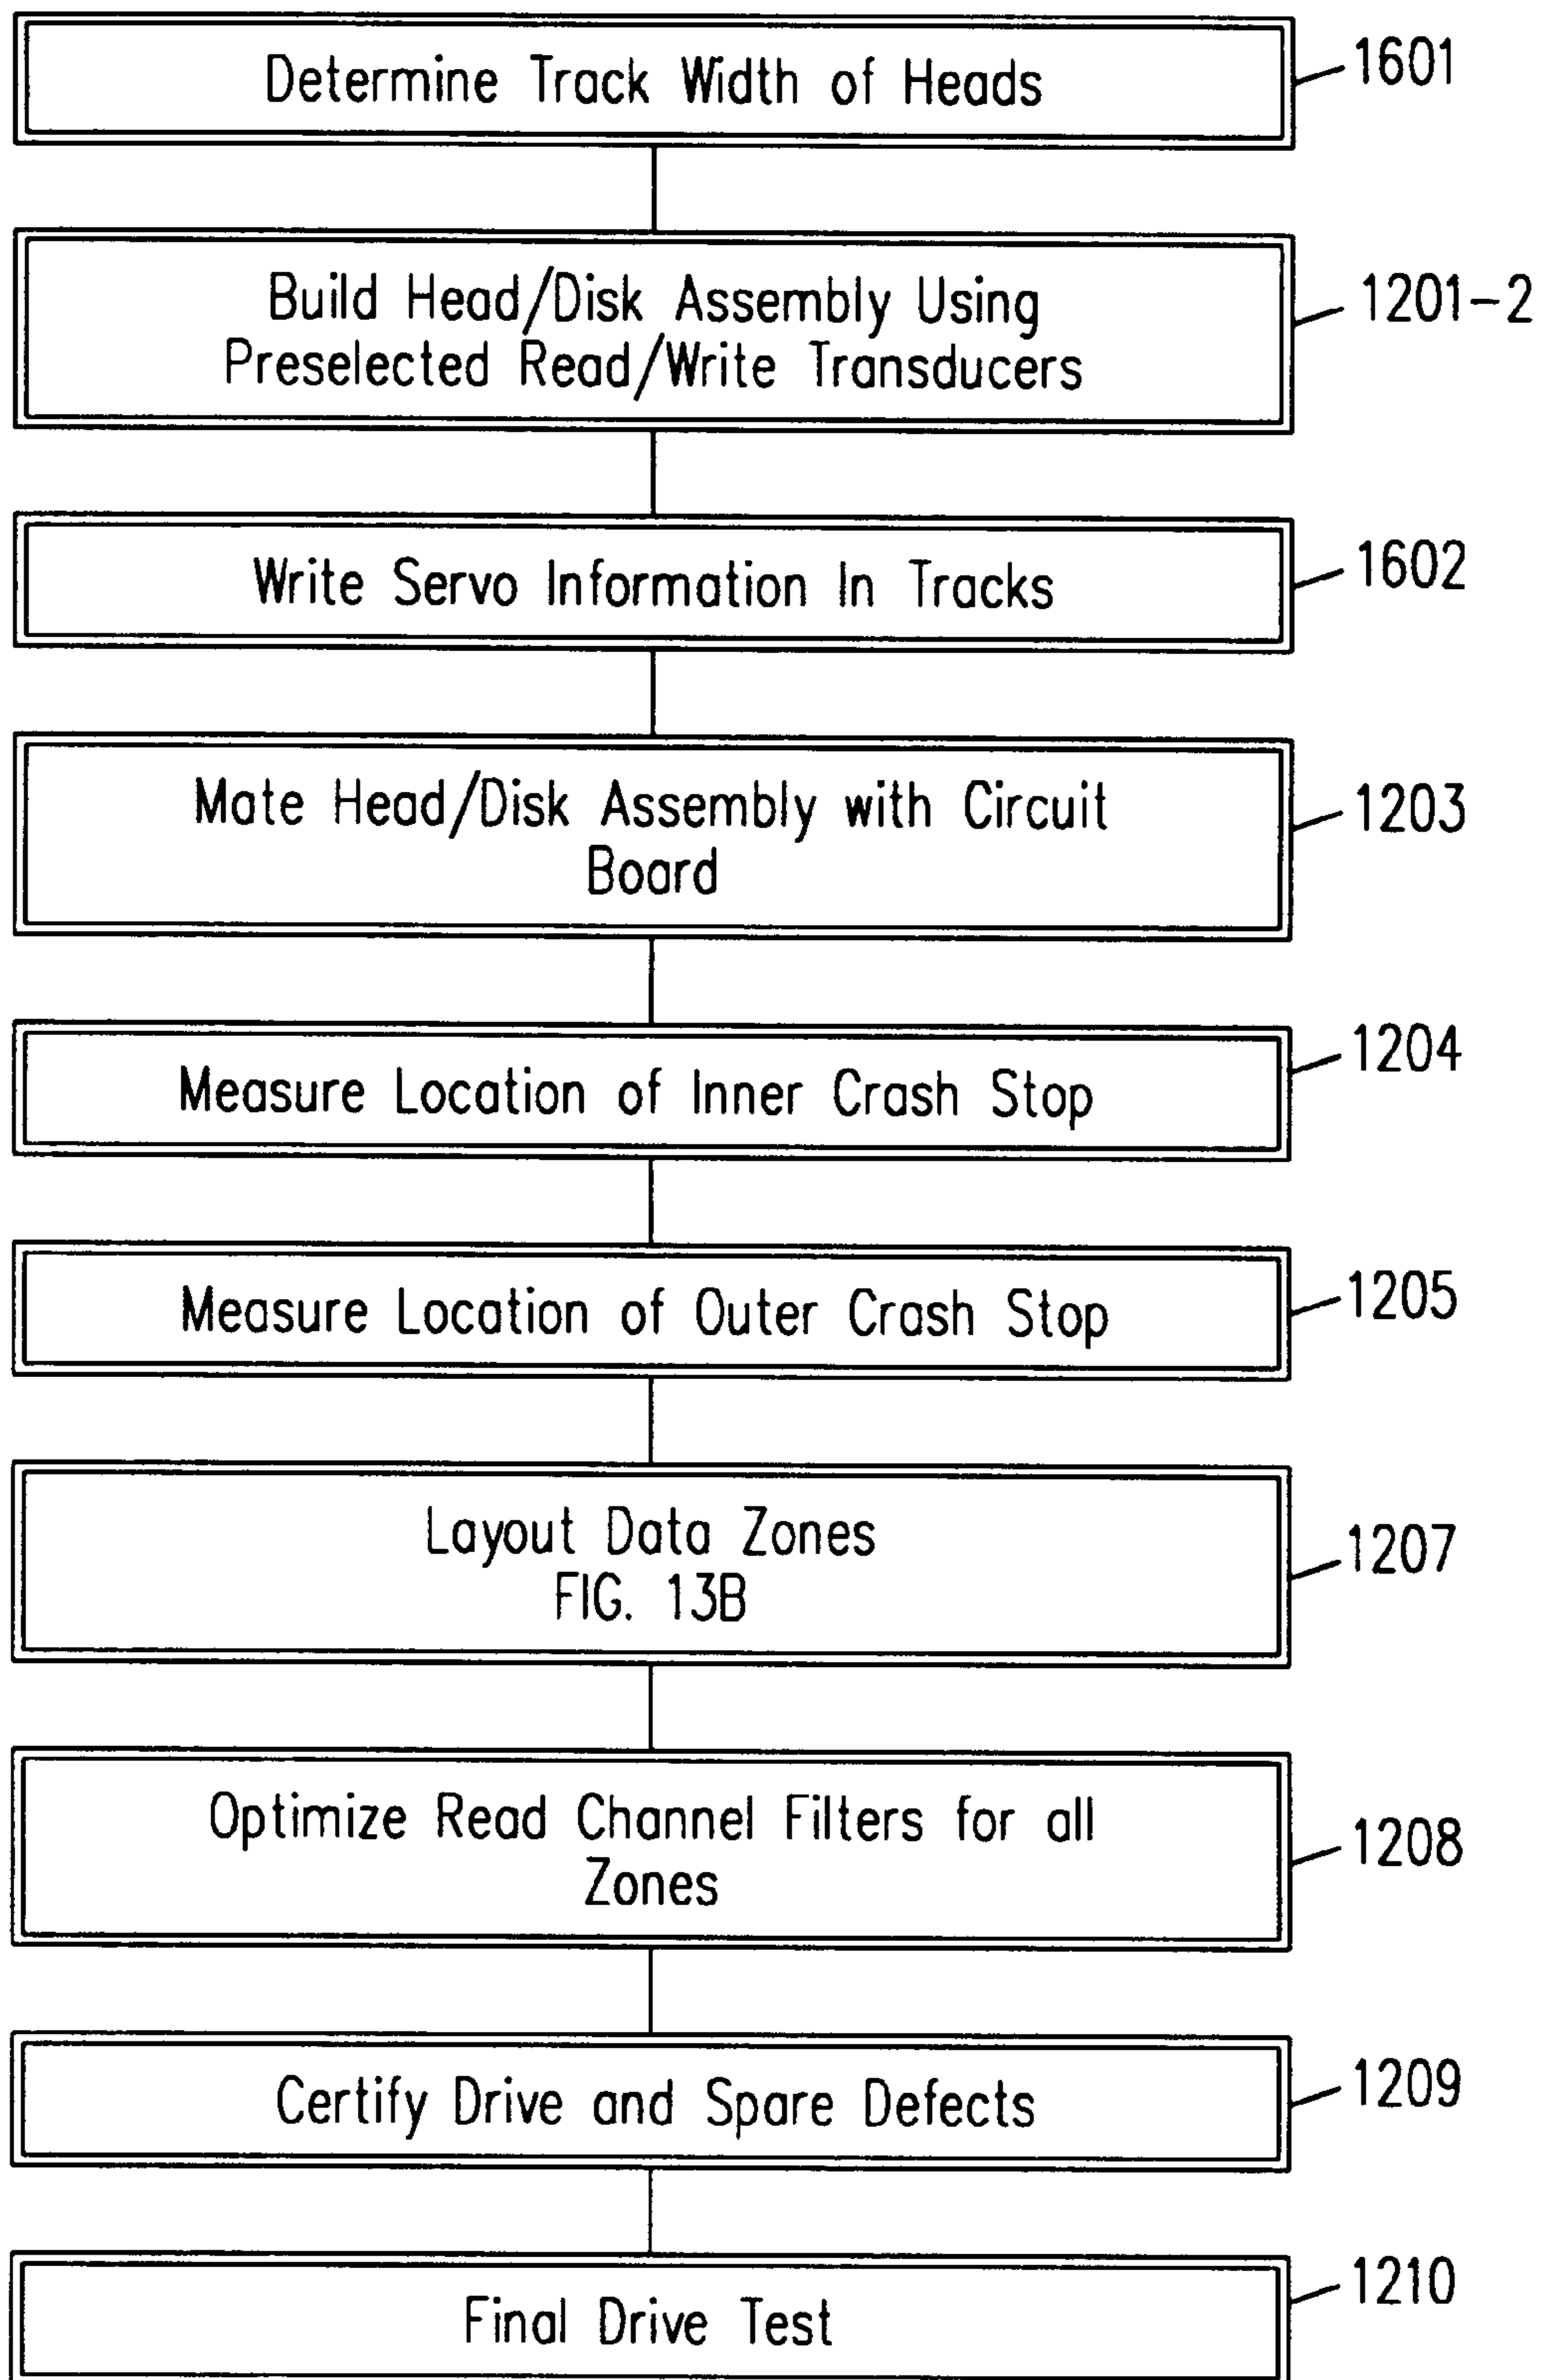 Determine Track Width of Heads
1601
Build Head/Disk Assembly Using
Preselected Read/Write Transducers
1201-2
Write Servo Information In Tracks
1602
Mate Head/Disk Assembly with Circuit
Board
1203
Measure Location of Inner Crash Stop
1204
Measure Location of Outer Crash Stop
1205
Layout Data Zones
FIG. 13B
1207
Optimize Read Channel Filters for all
Zones
1208
Certify Drive and Spare Defects
1209
Final Drive Test
1210